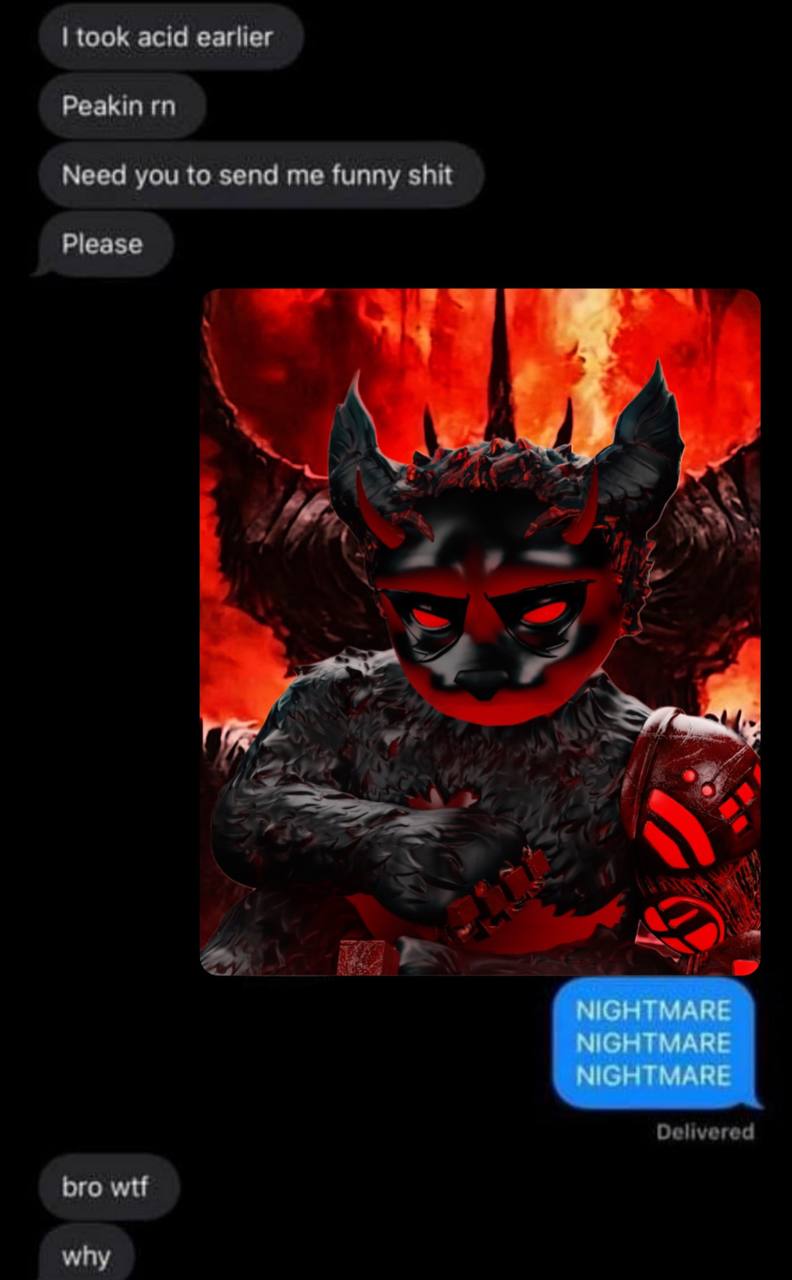 I took acid earlier
Peakin rn
Need you to send me funny shit
Please
NIGHTMARE
NIGHTMARE
NIGHTMARE
Delivered
bro wtf
why